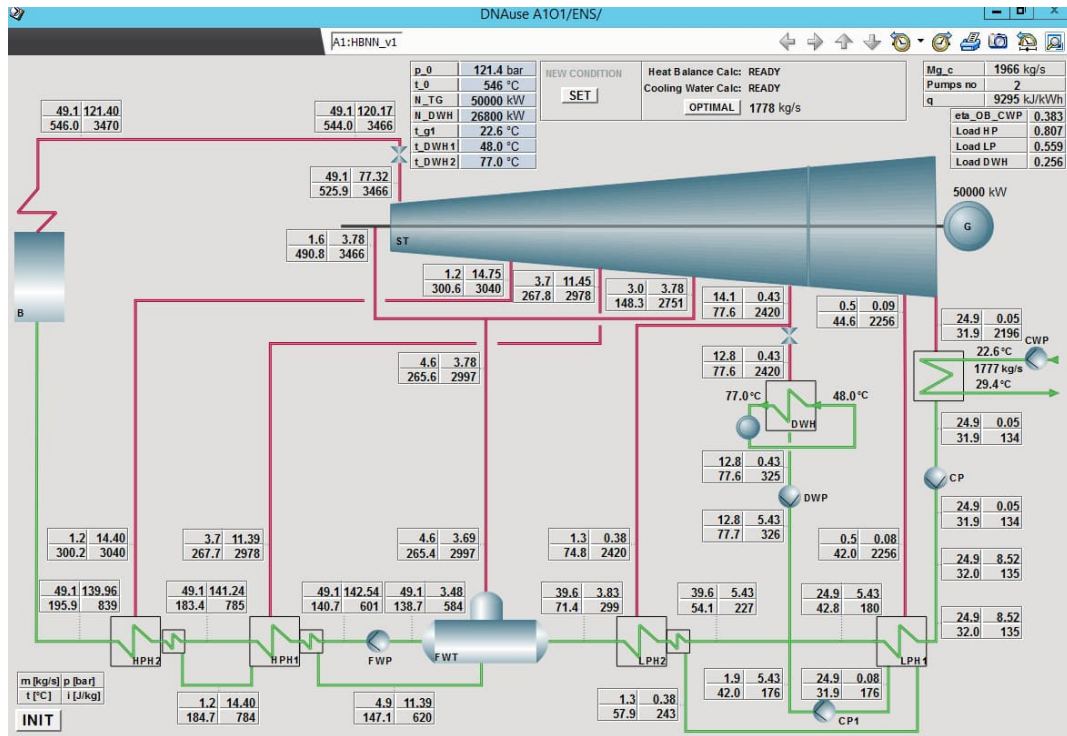 DNAuse A1O1/ENS/
A1:HBNN_v1
p_0 121.4 bar
t_0 546 °C
N_TG 50000 kW
N_DWH 26800 kW
t_g1 22.6 °C
t_DWH1 48.0 °C
t_DWH2 77.0 °C
NEW CONDITION
SET
Heat Balance Calc: READY
Cooling Water Calc: READY
OPTIMAL 1778 kg/s
Mg_c 1966 kg/s
Pumps no 2
q 9295 kJ/kWh
eta_OB_CWP 0.383
Load HP 0.807
Load LP 0.559
Load DWH 0.256
49.1 121.40
546.0 3470
49.1 120.17
544.0 3466
49.1 77.32
525.9 3466
50000 kW
G
ST
1.6 3.78
490.8 3466
1.2 14.75
300.6 3040
3.7 11.45
267.8 2978
3.0 3.78
148.3 2751
14.1 0.43
77.6 2420
0.5 0.09
44.6 2256
24.9 0.05
31.9 2196
CWP
22.6 °C
1777 kg/s
29.4 °C
B
4.6 3.78
265.6 2997
12.8 0.43
77.6 2420
77.0 °C
48.0 °C
DWH
24.9 0.05
31.9 134
12.8 0.43
77.6 325
CP
DWP
24.9 0.05
31.9 134
12.8 5.43
77.7 326
1.2 14.40
300.2 3040
3.7 11.39
267.7 2978
4.6 3.69
265.4 2997
1.3 0.38
74.8 2420
0.5 0.08
42.0 2256
24.9 8.52
32.0 135
49.1 139.96
195.9 839
49.1 141.24
183.4 785
49.1 142.54
140.7 601
49.1 3.48
138.7 584
39.6 3.83
71.4 299
39.6 5.43
54.1 227
24.9 5.43
42.8 180
24.9 8.52
32.0 135
HPH2
HPH1
FWP
FWT
LPH2
LPH1
m [kg/s] p [bar]
t [°C] i [J/kg]
INIT
1.2 14.40
184.7 784
4.9 11.39
147.1 620
1.3 0.38
57.9 243
1.9 5.43
42.0 176
24.9 0.08
31.9 176
CP1